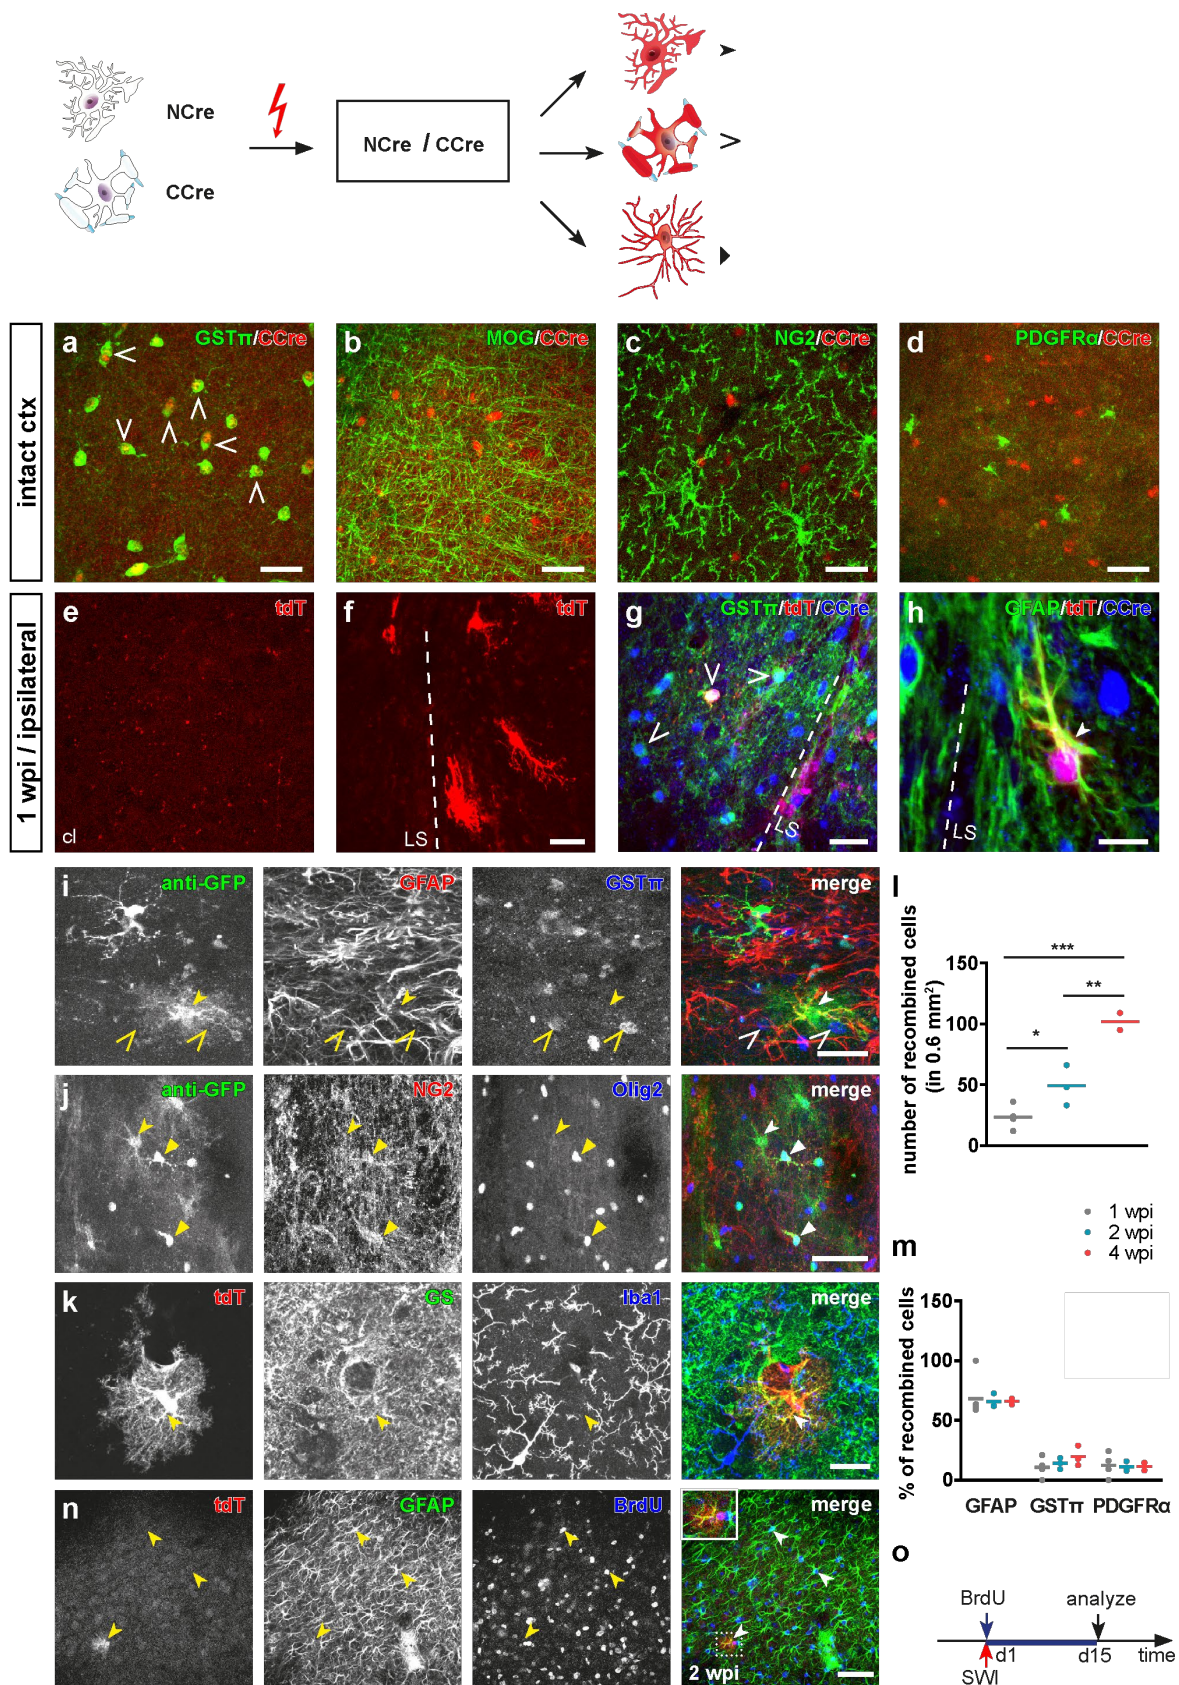 NCre
CCre
NCre / CCre
intact ctx
a GSTπ/CCre
b MOG/CCre
c NG2/CCre
d PDGFRα/CCre
1 wpi / ipsilateral
e tdT
cl
f tdT
LS
g GSTπ/tdT/CCre
LS
h GFAP/tdT/CCre
LS
i anti-GFP GFAP GSTπ merge
j anti-GFP NG2 Olig2 merge
k tdT GS Iba1 merge
n tdT GFAP BrdU merge
2 wpi
l
number of recombined cells
(in 0.6 mm²)
150
100
50
0
***
**
*
1 wpi
2 wpi
4 wpi
m
% of recombined cells
150
100
50
0
GFAP GSTπ PDGFRα
o
BrdU analyze
d1 d15 time
SWI